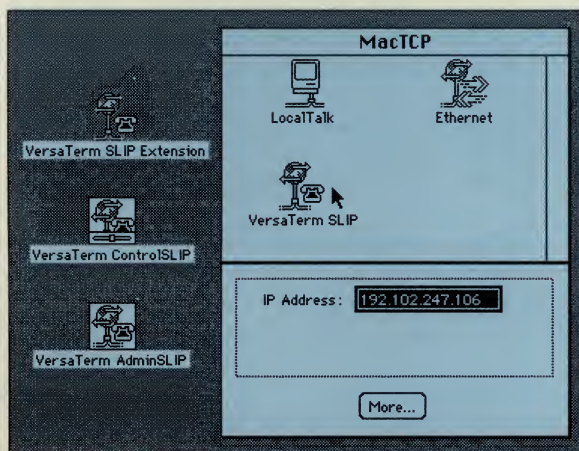 MacTCP
LocalTalk
Ethernet
VersaTerm SLIP Extension
VersaTerm SLIP
VersaTerm ControlSLIP
IP Address: 192.102.247.106
VersaTerm AdminSLIP
More...